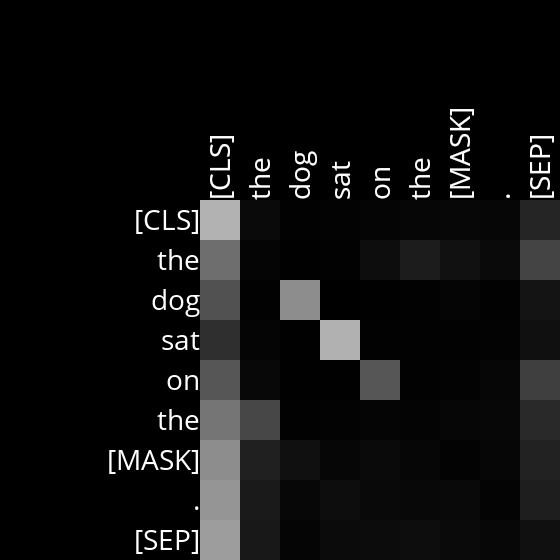 [CLS] the dog sat on the [MASK] . [SEP]
[CLS]
the
dog
sat
on
the
[MASK]
.
[SEP]